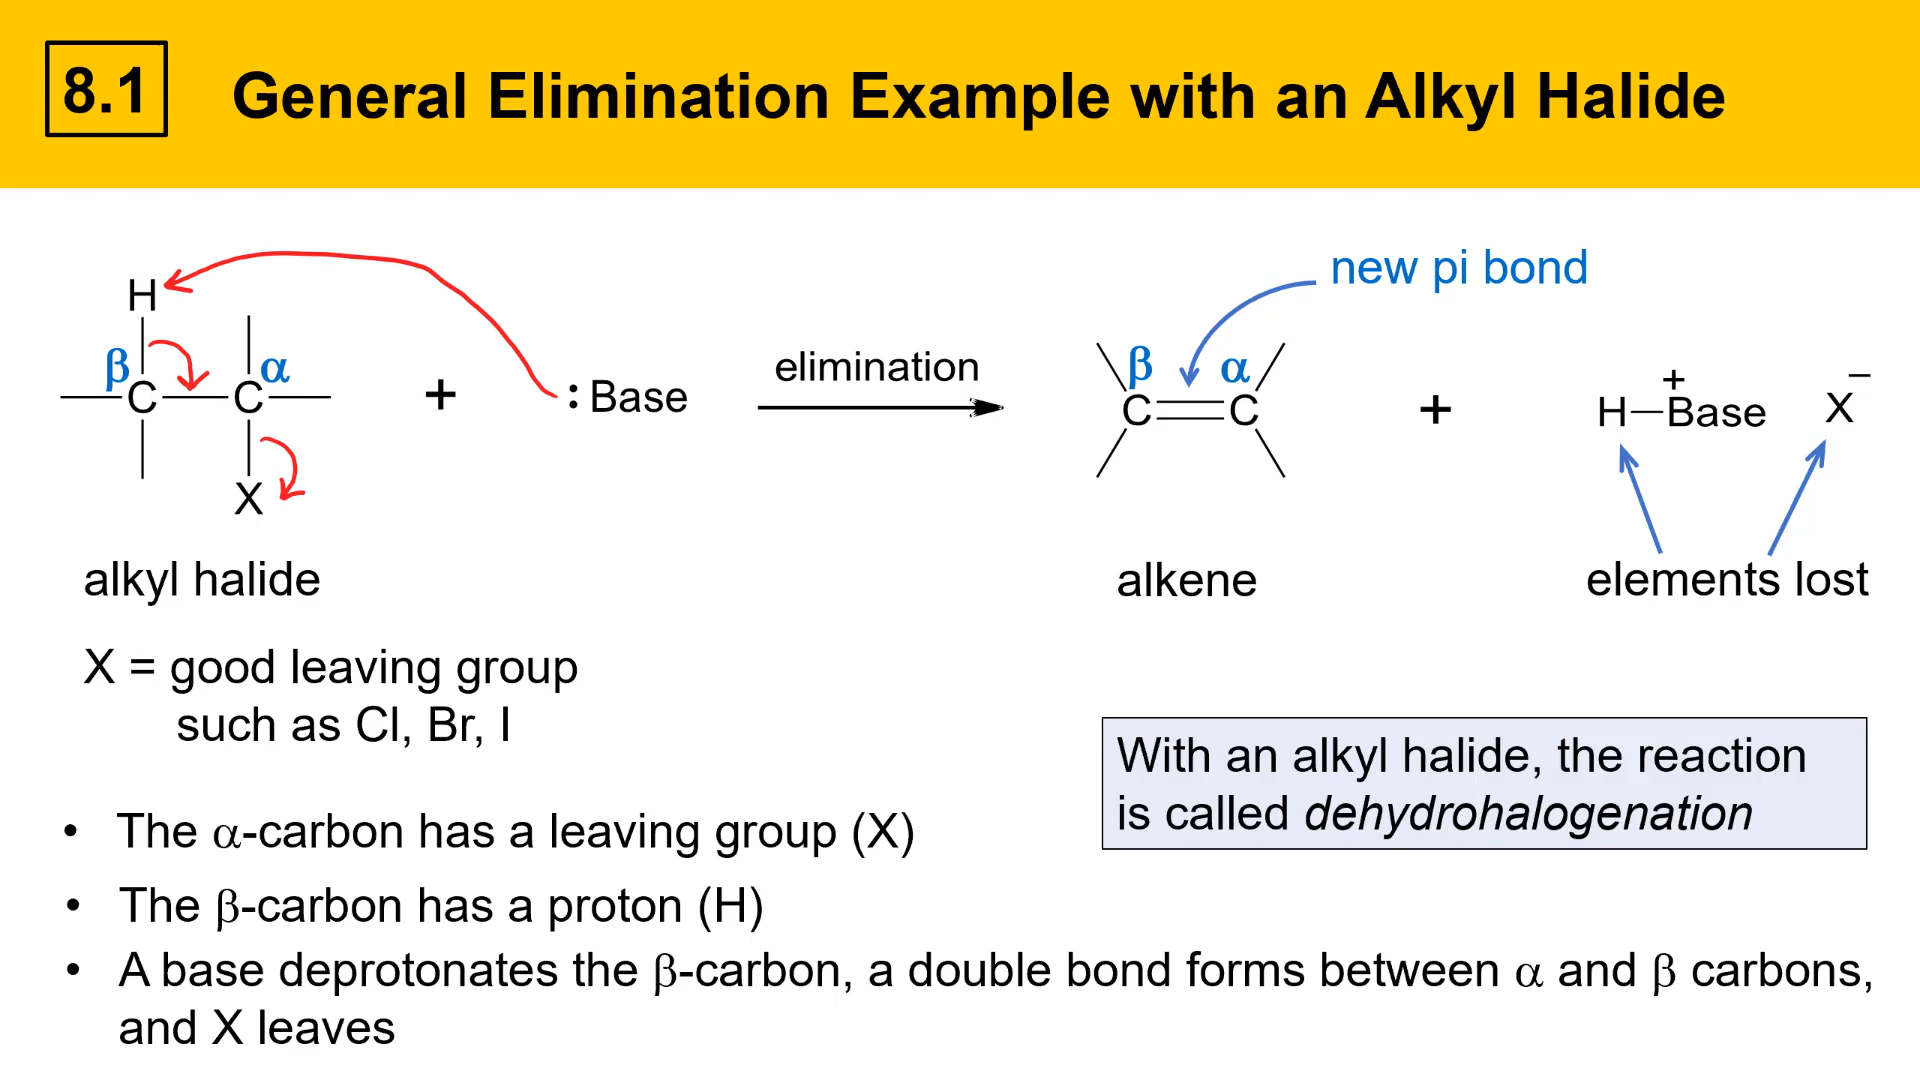 8.1
General Elimination Example with an Alkyl Halide
H
β
α
C
C
X
+
: Base
elimination
new pi bond
β
α
C
C
+
H—Base
+
X
–
alkyl halide
alkene
elements lost
X = good leaving group
such as Cl, Br, I
With an alkyl halide, the reaction
is called dehydrohalogenation
• The α-carbon has a leaving group (X)
• The β-carbon has a proton (H)
• A base deprotonates the β-carbon, a double bond forms between α and β carbons,
and X leaves